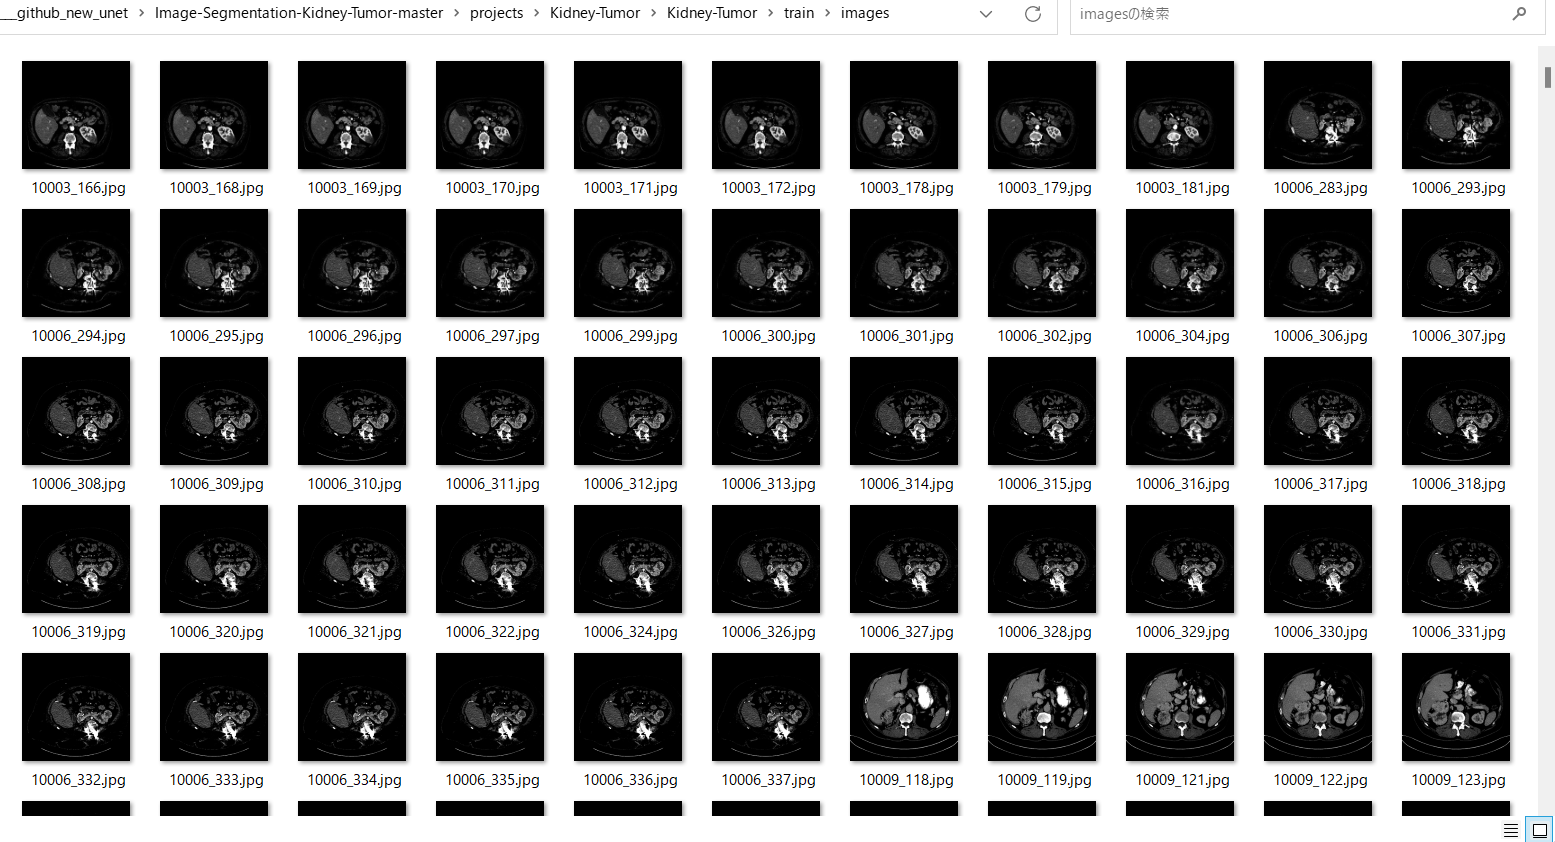 __github_new_unet > Image-Segmentation-Kidney-Tumor-master > projects > Kidney-Tumor > Kidney-Tumor > train > images
imagesの検索
10003_166.jpg 10003_168.jpg 10003_169.jpg 10003_170.jpg 10003_171.jpg 10003_172.jpg 10003_178.jpg 10003_179.jpg 10003_181.jpg 10006_283.jpg 10006_293.jpg
10006_294.jpg 10006_295.jpg 10006_296.jpg 10006_297.jpg 10006_299.jpg 10006_300.jpg 10006_301.jpg 10006_302.jpg 10006_304.jpg 10006_306.jpg 10006_307.jpg
10006_308.jpg 10006_309.jpg 10006_310.jpg 10006_311.jpg 10006_312.jpg 10006_313.jpg 10006_314.jpg 10006_315.jpg 10006_316.jpg 10006_317.jpg 10006_318.jpg
10006_319.jpg 10006_320.jpg 10006_321.jpg 10006_322.jpg 10006_324.jpg 10006_326.jpg 10006_327.jpg 10006_328.jpg 10006_329.jpg 10006_330.jpg 10006_331.jpg
10006_332.jpg 10006_333.jpg 10006_334.jpg 10006_335.jpg 10006_336.jpg 10006_337.jpg 10009_118.jpg 10009_119.jpg 10009_121.jpg 10009_122.jpg 10009_123.jpg